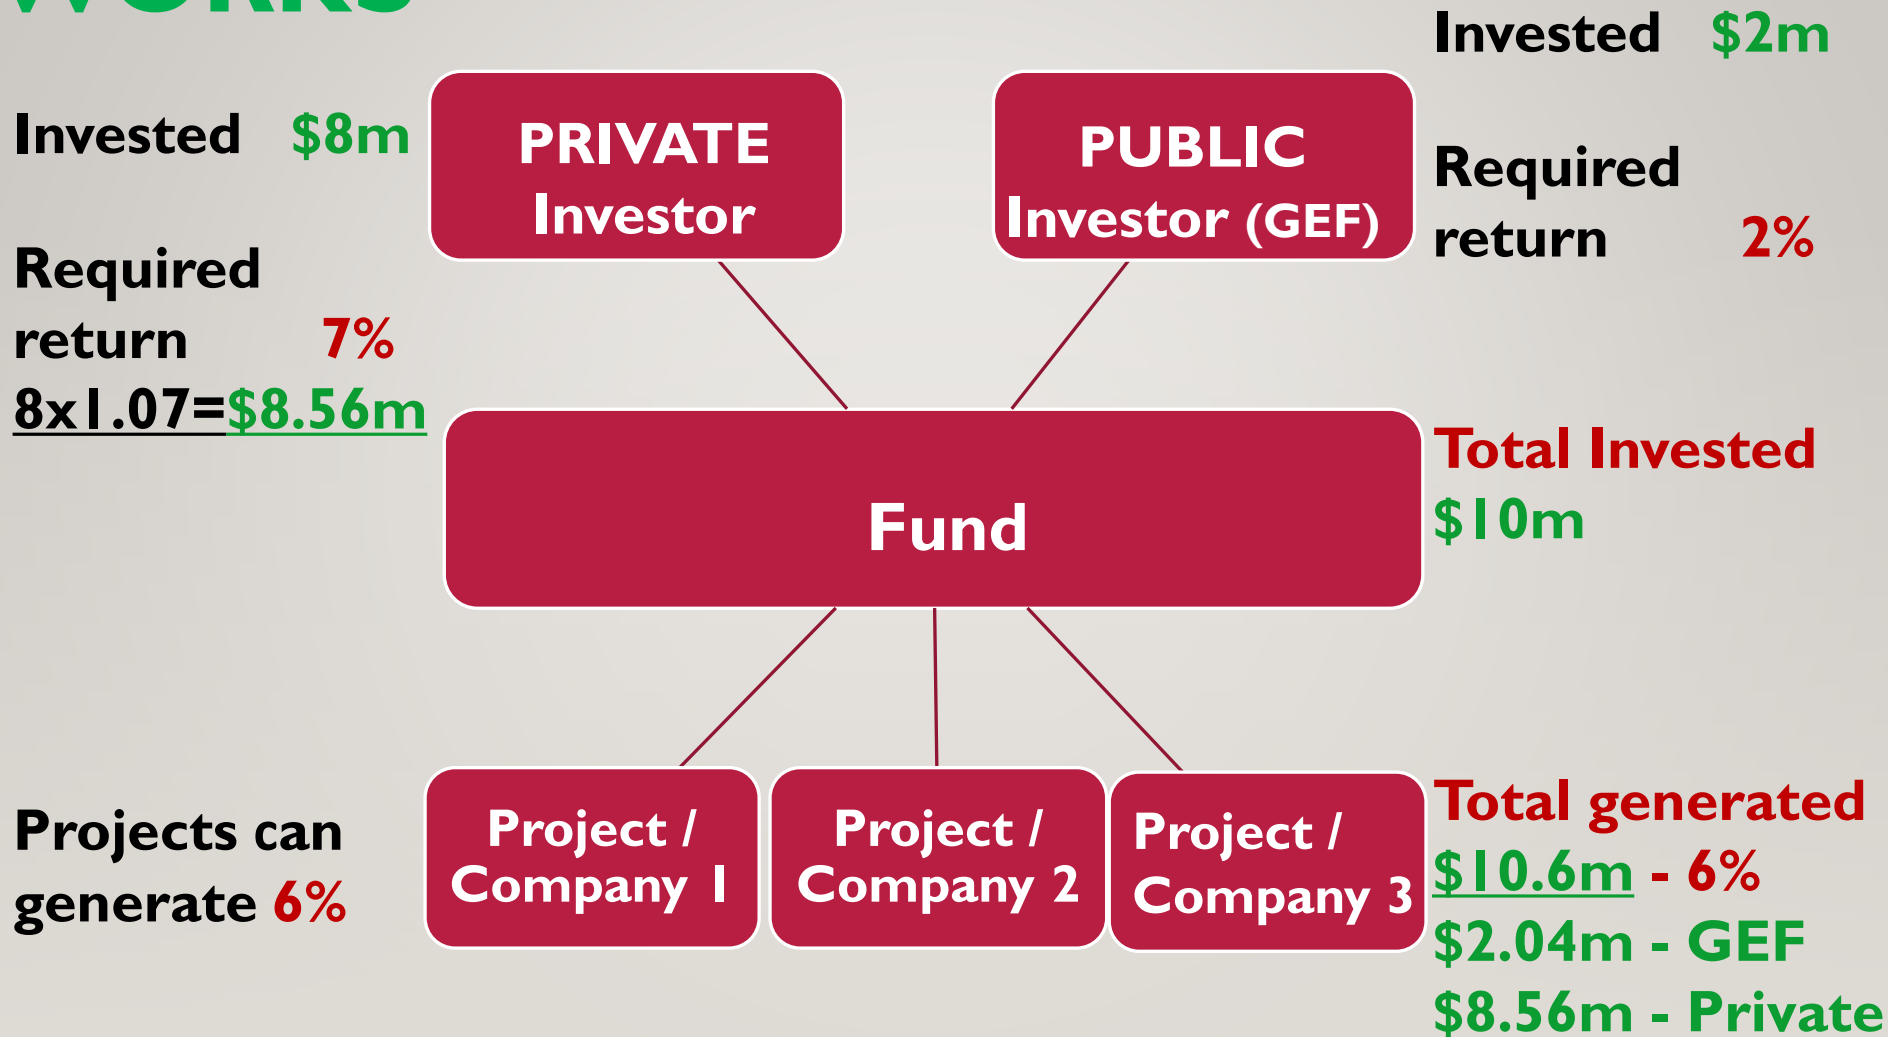 WORKS
Invested $8m
Required
return 7%
8x1.07=$8.56m
PRIVATE
Investor
PUBLIC
Investor (GEF)
Invested $2m
Required
return 2%
Fund
Total Invested
$10m
Projects can
generate 6%
Project /
Company 1
Project /
Company 2
Project /
Company 3
Total generated
$10.6m - 6%
$2.04m - GEF
$8.56m - Private